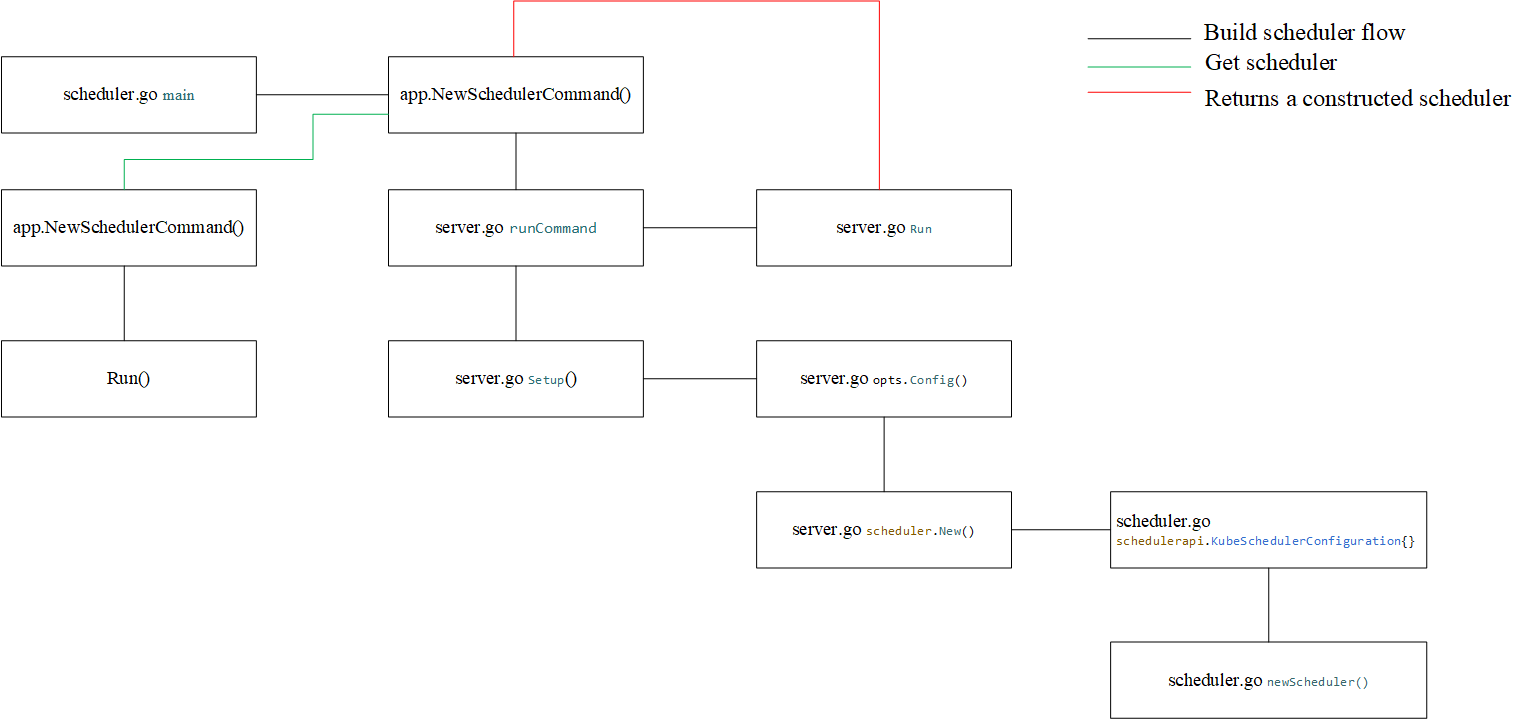 Build scheduler flow
Get scheduler
Returns a constructed scheduler
scheduler.go main
app.NewSchedulerCommand()
app.NewSchedulerCommand()
server.go runCommand
server.go Run
Run()
server.go Setup()
server.go opts.Config()
server.go scheduler.New()
scheduler.go
schedulerapi.KubeSchedulerConfiguration{}
scheduler.go newScheduler()